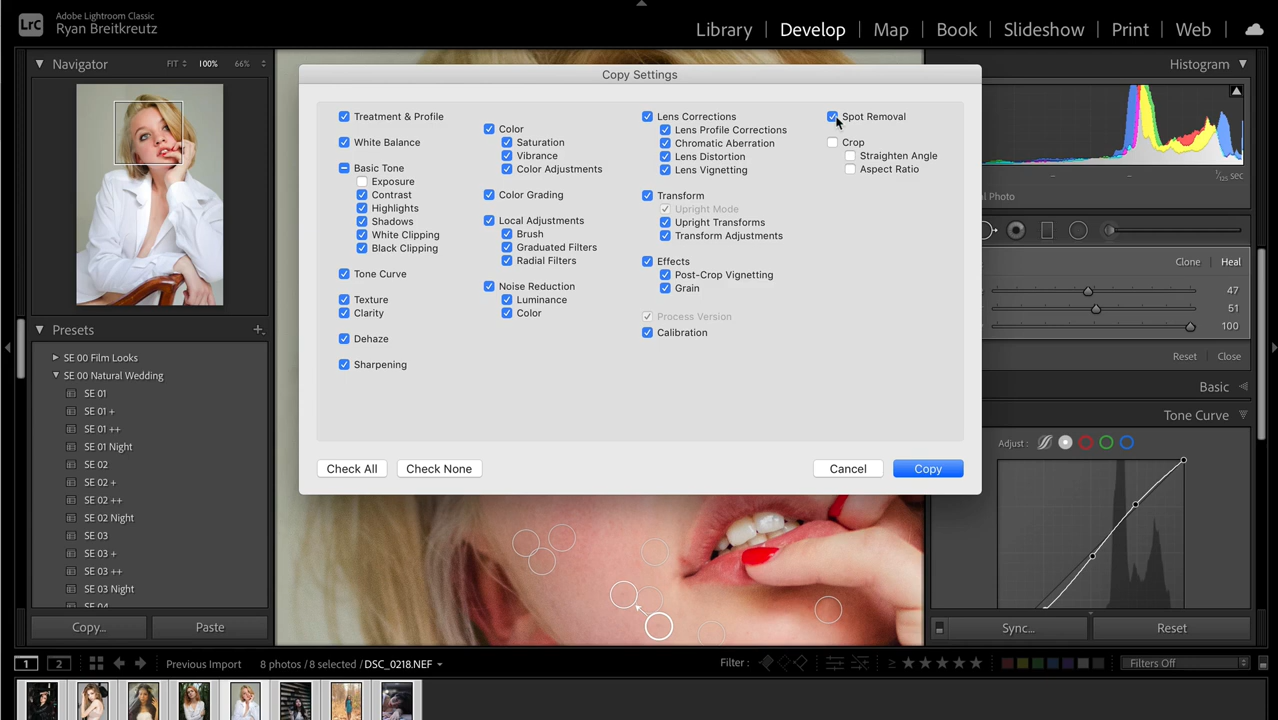 LrC
Adobe Lightroom Classic
Ryan Breitkreutz
Library | Develop | Map | Book | Slideshow | Print | Web
Navigator
FIT
100%
66%
Histogram
Copy Settings
Treatment & Profile
White Balance
Basic Tone
Exposure
Contrast
Highlights
Shadows
White Clipping
Black Clipping
Tone Curve
Texture
Clarity
Dehaze
Sharpening
Color
Saturation
Vibrance
Color Adjustments
Color Grading
Local Adjustments
Brush
Graduated Filters
Radial Filters
Noise Reduction
Luminance
Color
Lens Corrections
Lens Profile Corrections
Chromatic Aberration
Lens Distortion
Lens Vignetting
Transform
Upright Mode
Upright Transforms
Transform Adjustments
Effects
Post-Crop Vignetting
Grain
Process Version
Calibration
Spot Removal
Crop
Straighten Angle
Aspect Ratio
Check All
Check None
Cancel
Copy
1/125 sec
Photo
Clone
Heal
47
51
100
Reset
Close
Basic
Tone Curve
Adjust :
Presets
SE 00 Film Looks
SE 00 Natural Wedding
SE 01
SE 01 +
SE 01 ++
SE 01 Night
SE 02
SE 02 +
SE 02 ++
SE 02 Night
SE 03
SE 03 +
SE 03 ++
SE 03 Night
SE 04
Copy...
Paste
Sync...
Reset
1
2
Previous Import
8 photos / 8 selected / DSC_0218.NEF
Filter :
Filters Off